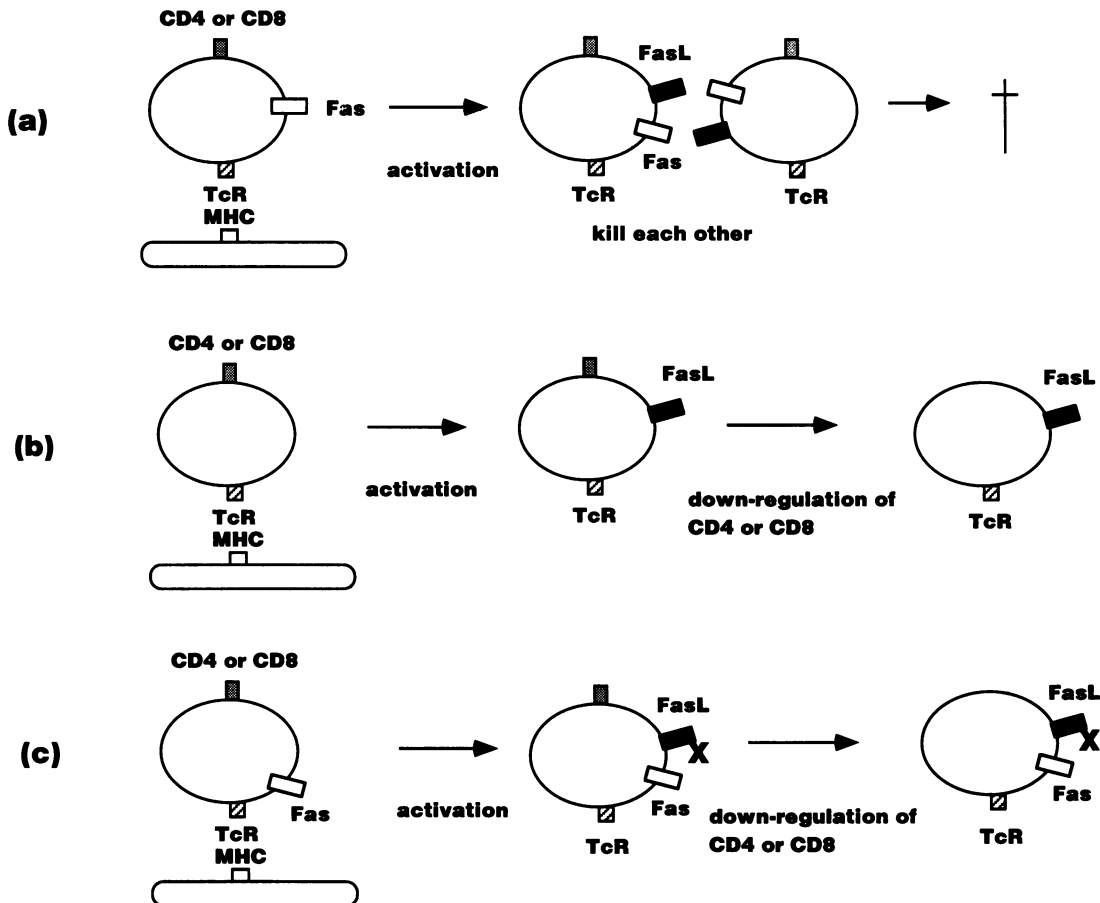 CD4 or CD8
FasL
(a)
Fas
activation
Fas
TcR
MHC
TcR
TcR
kill each other
CD4 or CD8
FasL
FasL
(b)
activation
TcR
MHC
TcR
down-regulation of
CD4 or CD8
TcR
CD4 or CD8
FasL
X
FasL
X
(c)
Fas
activation
Fas
down-regulation of
CD4 or CD8
Fas
TcR
MHC
TcR
TcR